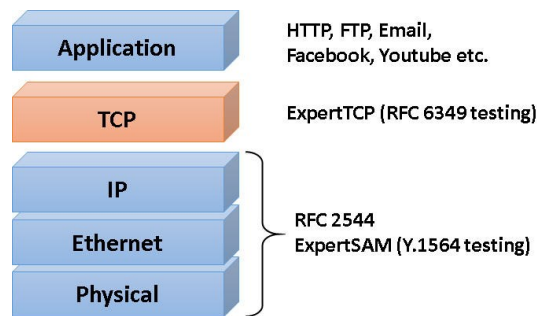 Application
HTTP, FTP, Email,
Facebook, Youtube etc.
TCP
ExpertTCP (RFC 6349 testing)
IP
Ethernet
Physical
RFC 2544
ExpertSAM (Y.1564 testing)